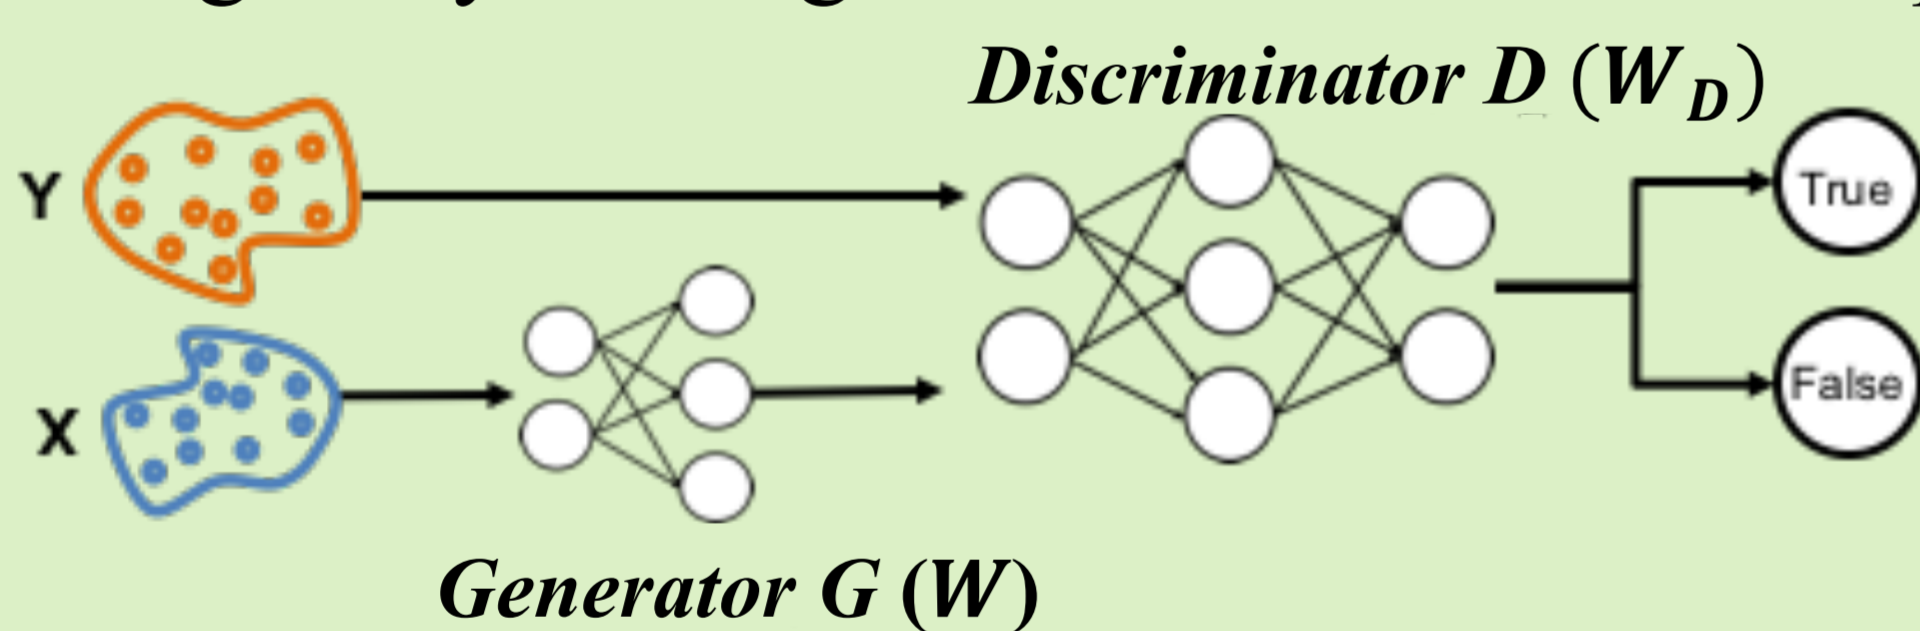 Discriminator D (W_D)
Y
True
X
False
Generator G (W)